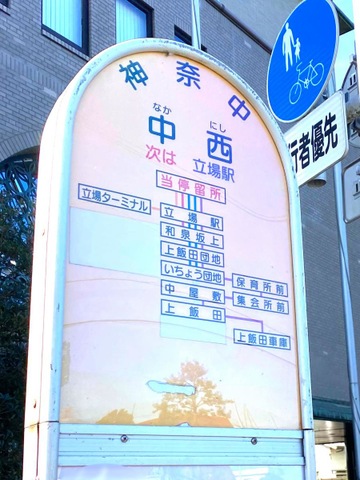 神奈中
なか にし
中西
次は 立場駅
当停留所
立場ターミナル
立場駅
和泉坂上
上飯田団地
いちょう団地
保育所前
中屋敷
集会所前
上飯田
上飯田車庫
行者優先